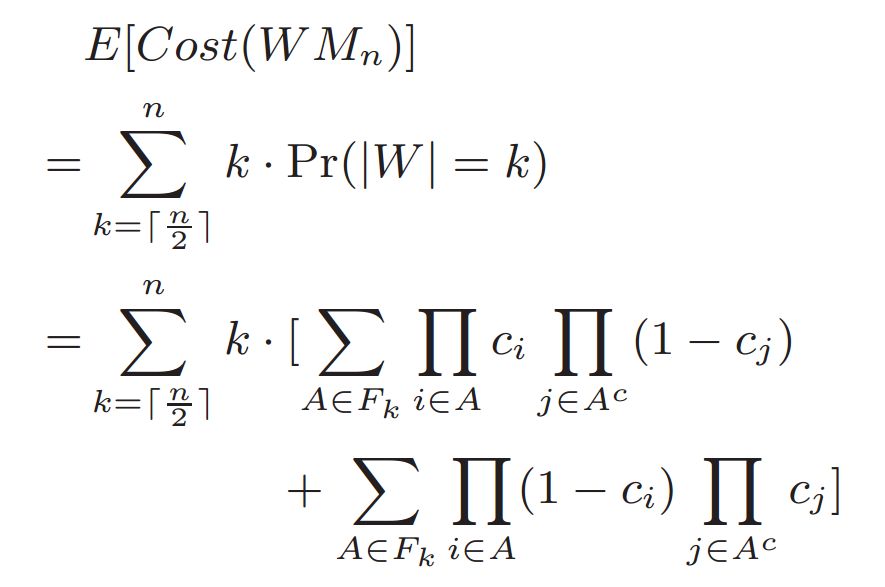 E[Cost(WM_n)]
= \sum_{k=\lceil \frac{n}{2} \rceil}^{n} k \cdot \Pr(|W| = k)
= \sum_{k=\lceil \frac{n}{2} \rceil}^{n} k \cdot [ \sum_{A \in F_k} \prod_{i \in A} c_i \prod_{j \in A^c} (1 - c_j)
+ \sum_{A \in F_k} \prod_{i \in A} (1 - c_i) \prod_{j \in A^c} c_j ]